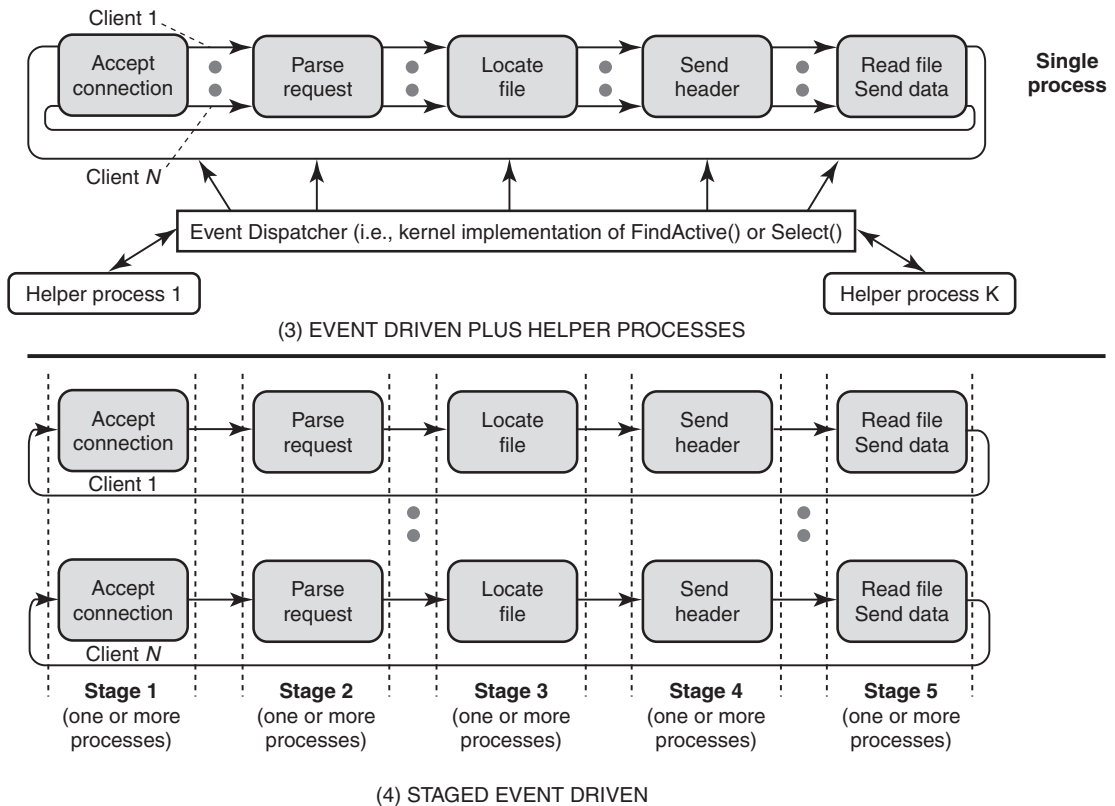 Client 1
Accept
connection
Parse
request
Locate
file
Send
header
Read file
Send data
Single
process
Client N
Event Dispatcher (i.e., kernel implementation of FindActive() or Select()
Helper process 1
Helper process K
(3) EVENT DRIVEN PLUS HELPER PROCESSES
Accept
connection
Parse
request
Locate
file
Send
header
Read file
Send data
Client 1
Accept
connection
Parse
request
Locate
file
Send
header
Read file
Send data
Client N
Stage 1
(one or more
processes)
Stage 2
(one or more
processes)
Stage 3
(one or more
processes)
Stage 4
(one or more
processes)
Stage 5
(one or more
processes)
(4) STAGED EVENT DRIVEN